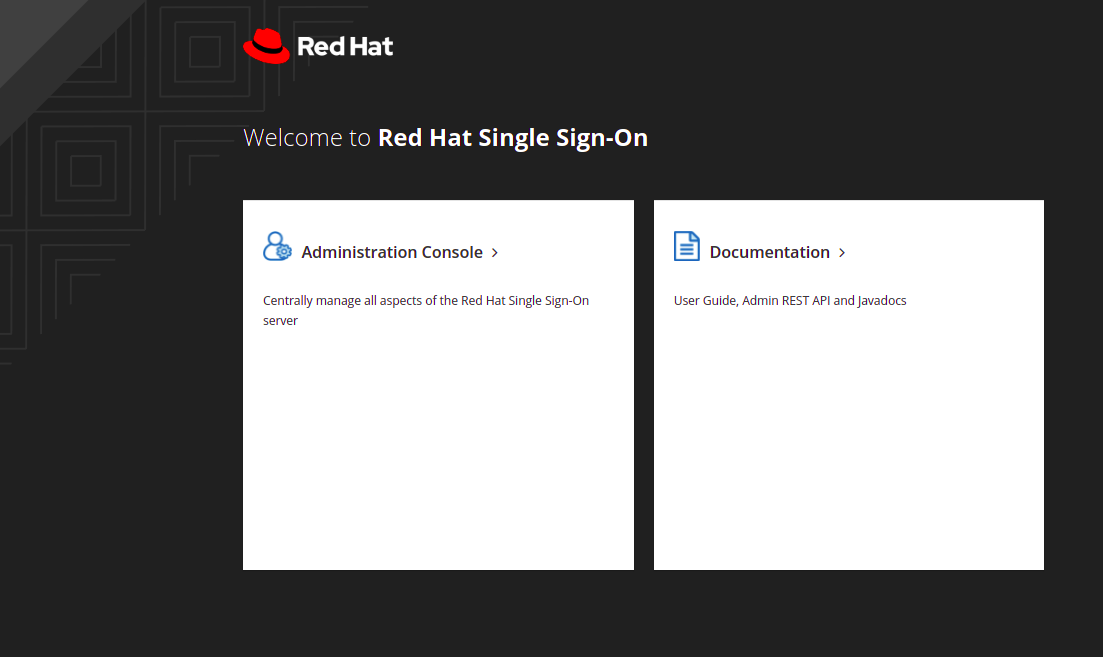 Red Hat
Welcome to Red Hat Single Sign-On
Administration Console >
Centrally manage all aspects of the Red Hat Single Sign-On
server
Documentation >
User Guide, Admin REST API and Javadocs